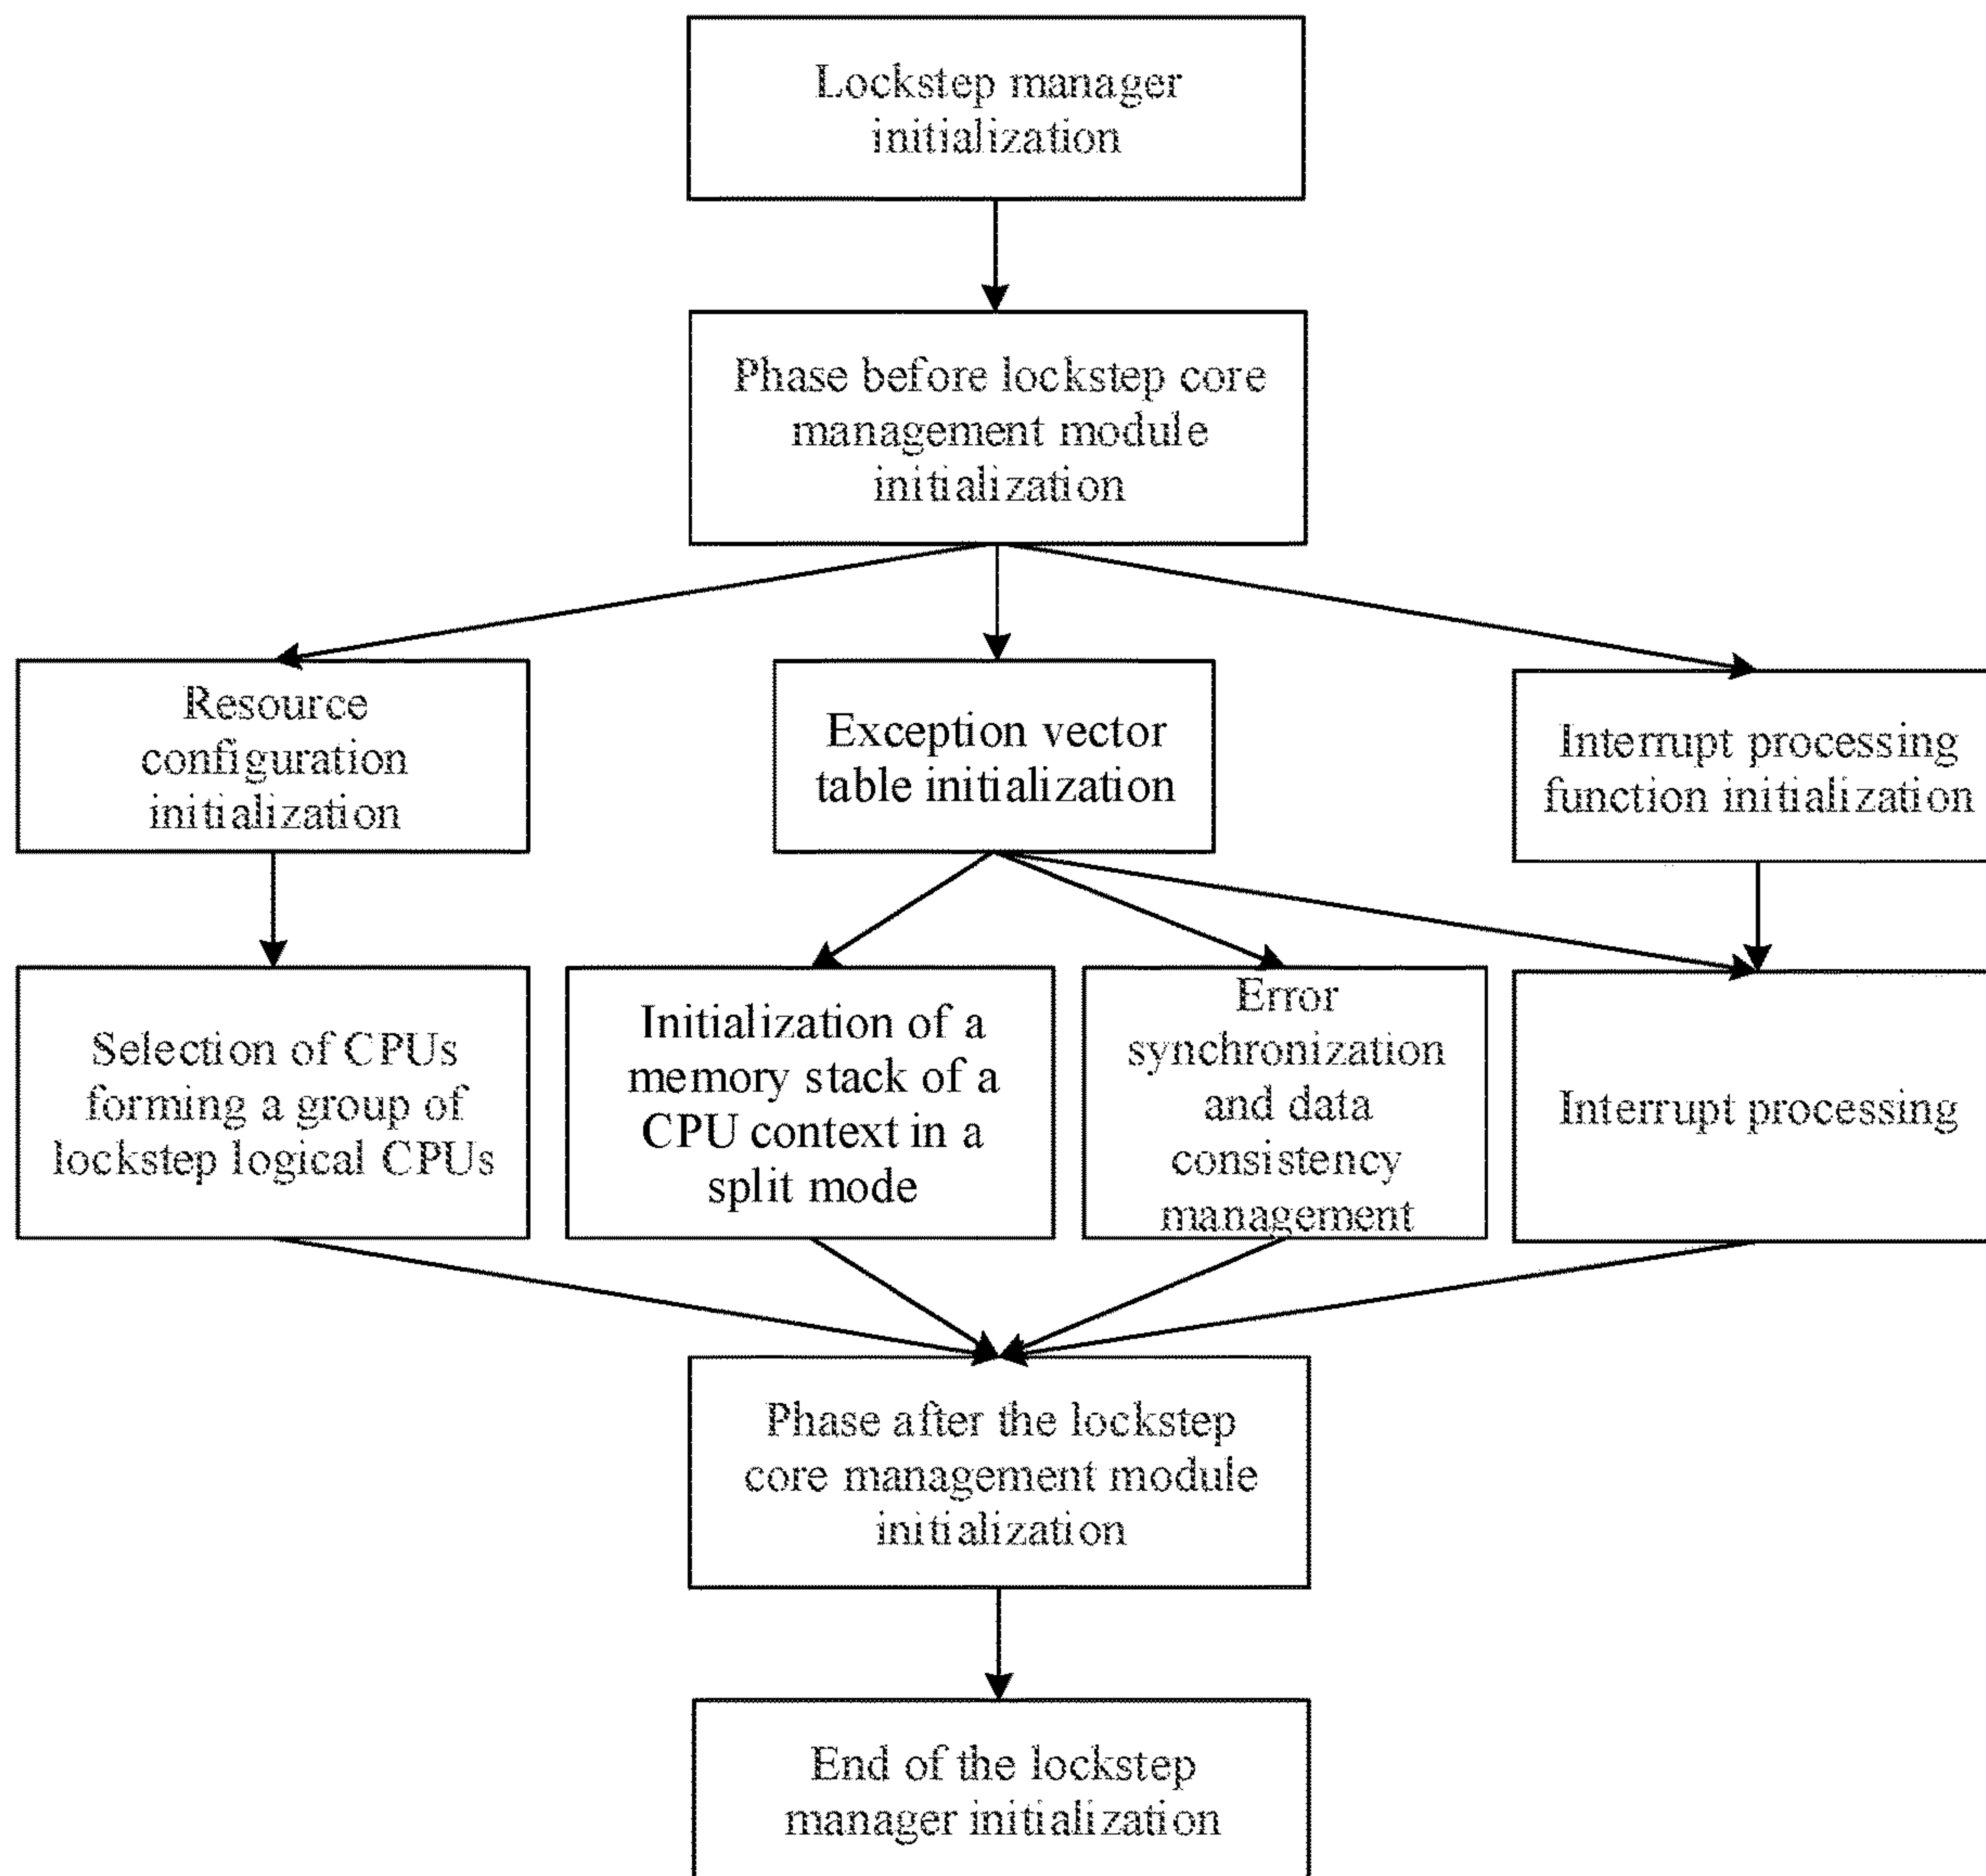 Lockstep manager
initialization
Phase before lockstep core
management module
initialization
Resource
configuration
initialization
Exception vector
table initialization
Interrupt processing
function initialization
Selection of CPUs
forming a group of
lockstep logical CPUs
Initialization of a
memory stack of a
CPU context in a
split mode
Error
synchronization
and data
consistency
management
Interrupt processing
Phase after the lockstep
core management module
initialization
End of the lockstep
manager initialization